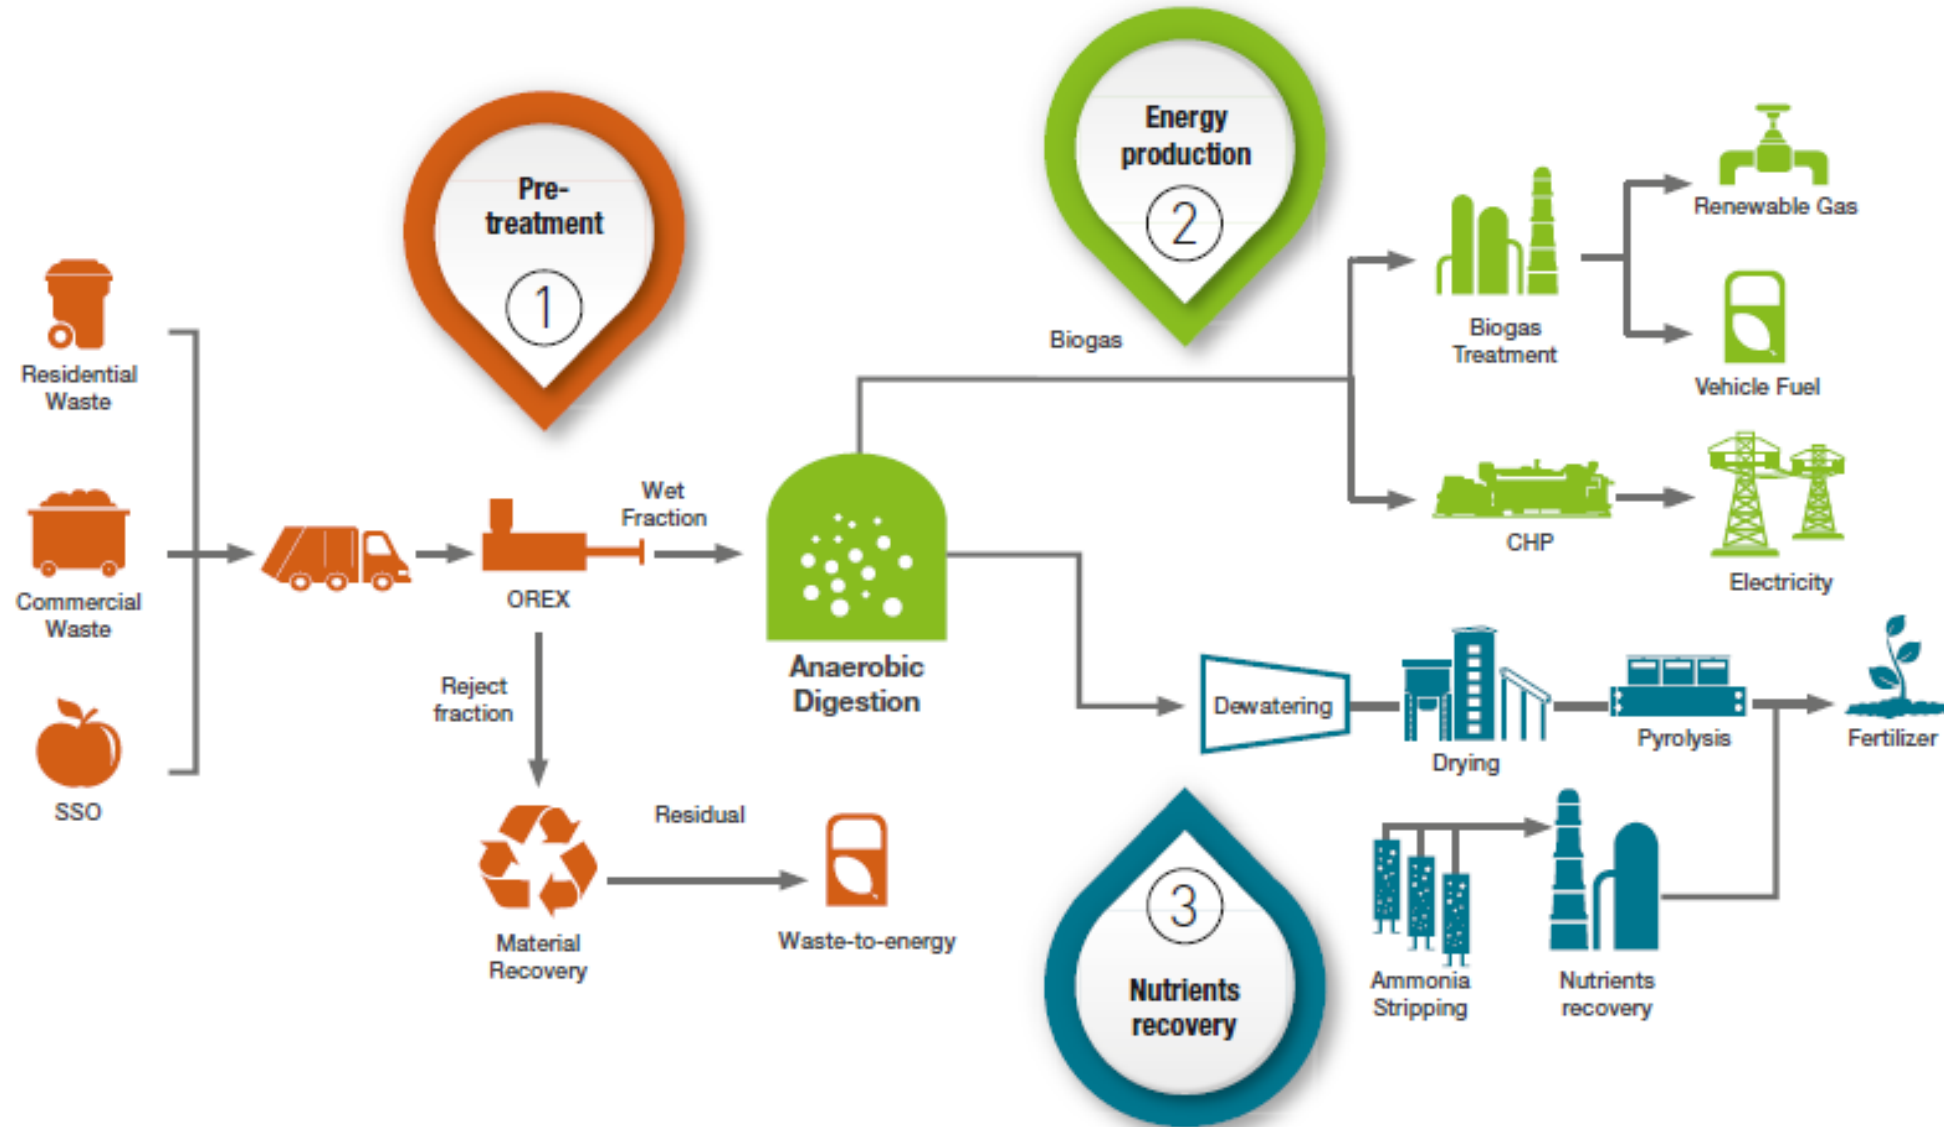 Pre-
treatment
1
Energy
production
2
Renewable Gas
Biogas
Treatment
Biogas
Vehicle Fuel
Residential
Waste
Wet
Fraction
CHP
Electricity
Commercial
Waste
OREX
Anaerobic
Digestion
Reject
fraction
Dewatering
Drying
Pyrolysis
Fertilizer
SSO
Residual
Material
Recovery
Waste-to-energy
3
Nutrients
recovery
Ammonia
Stripping
Nutrients
recovery